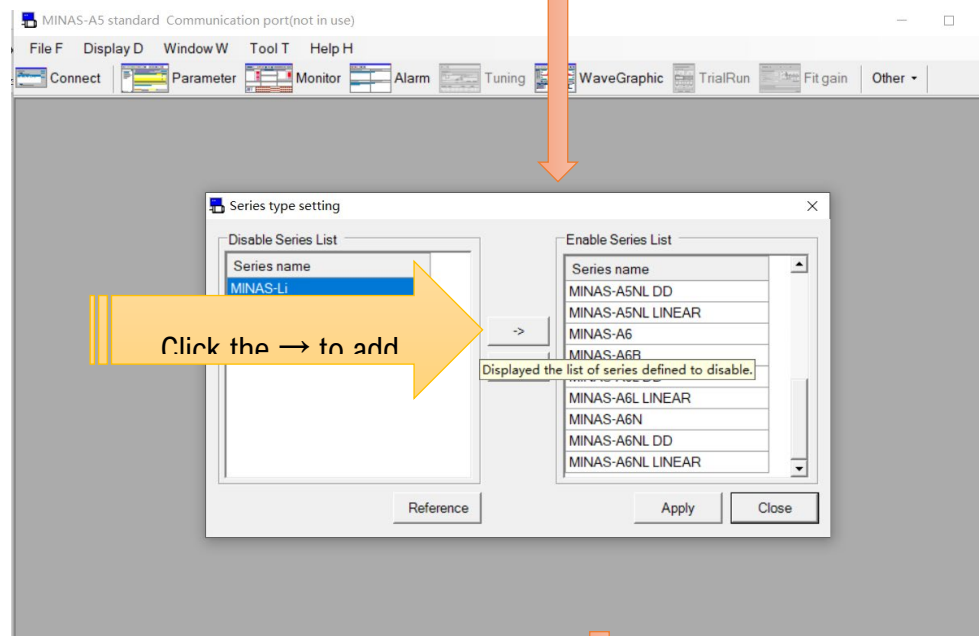 MINAS-A5 standard Communication port(not in use)
File F Display D Window W Tool T Help H
Connect Parameter Monitor Alarm Tuning WaveGraphic TrialRun Fit gain Other
Series type setting
Disable Series List
Series name
MINAS-Li
Click the → to add
->
Enable Series List
Series name
MINAS-A5NL DD
MINAS-A5NL LINEAR
MINAS-A6
MINAS-A6B
Displayed the list of series defined to disable.
MINAS-A6L LINEAR
MINAS-A6N
MINAS-A6NL DD
MINAS-A6NL LINEAR
Reference
Apply
Close